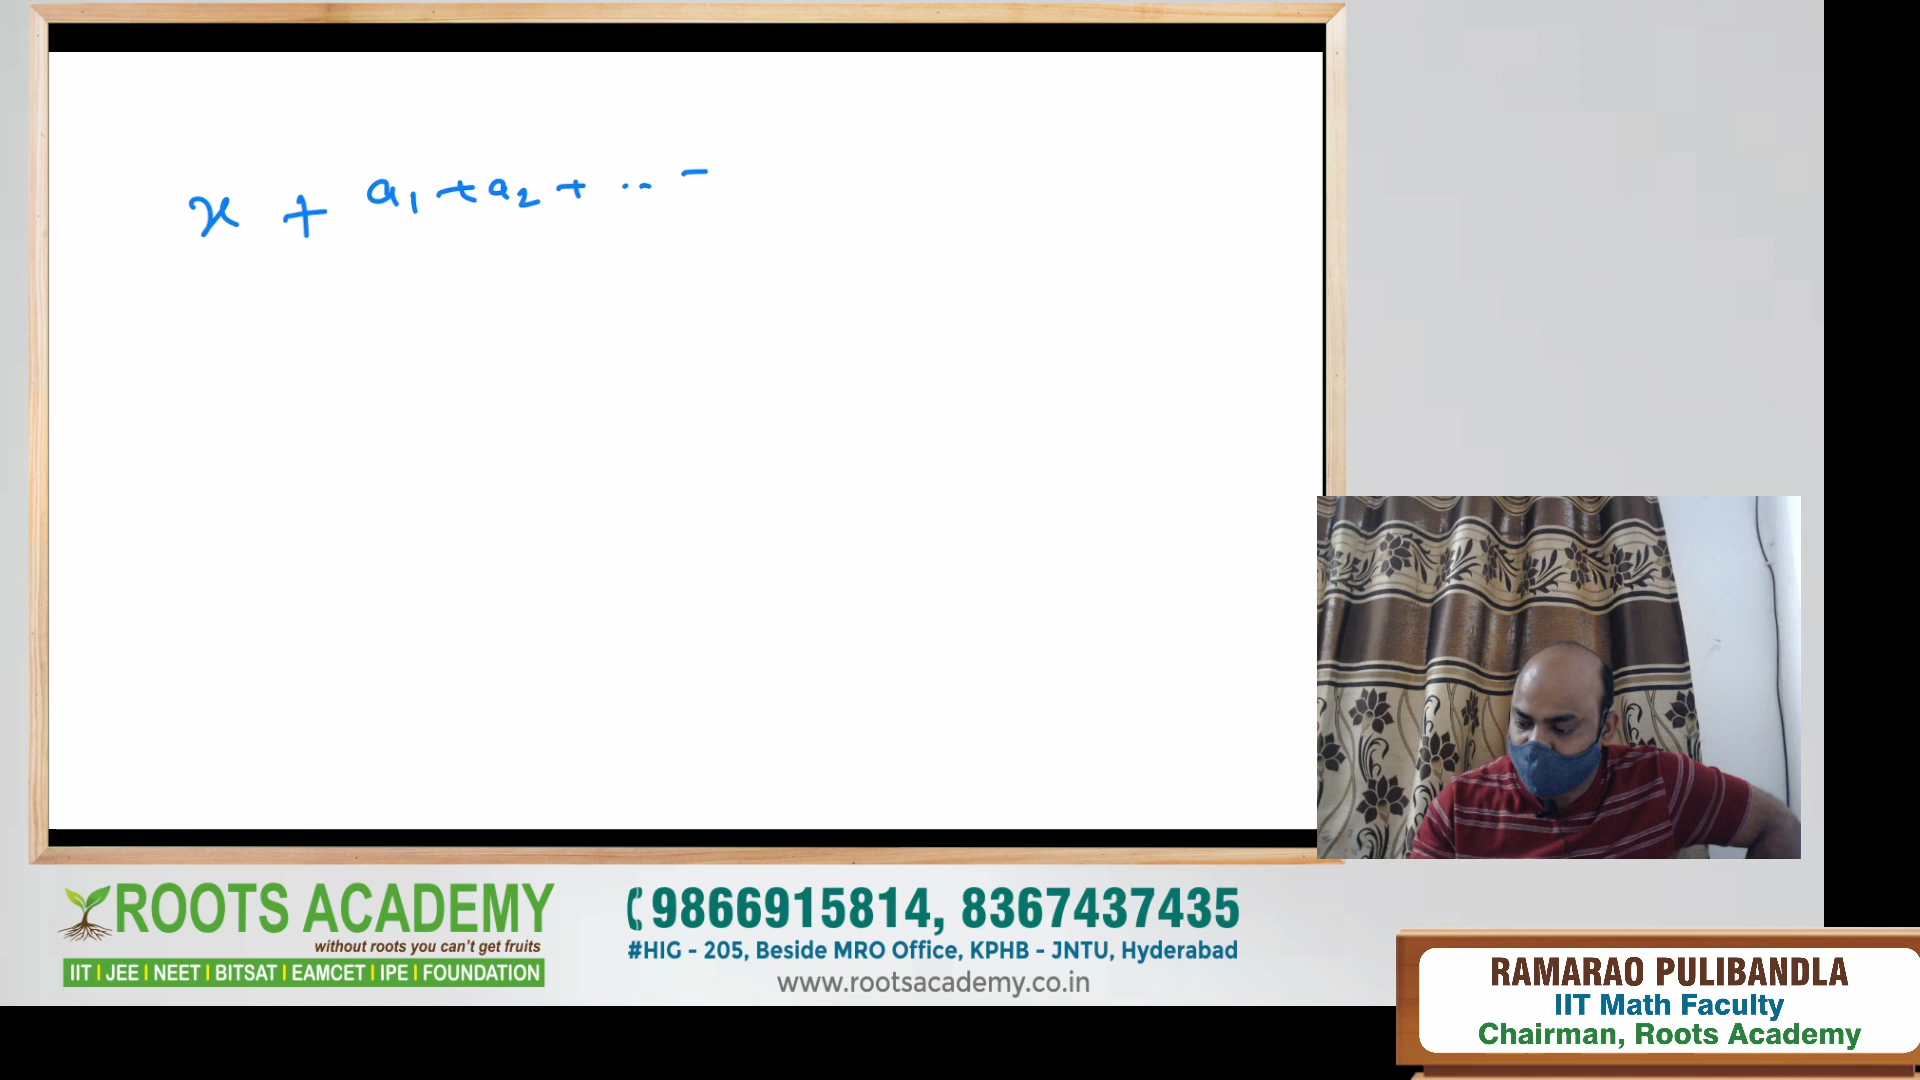 x + a₁ + a₂ + .. -
ROOTS ACADEMY
without roots you can't get fruits
IIT | JEE | NEET | BITSAT | EAMCET | IPE | FOUNDATION
9866915814, 8367437435
#HIG - 205, Beside MRO Office, KPHB - JNTU, Hyderabad
www.rootsacademy.co.in
RAMARAO PULIBANDLA
IIT Math Faculty
Chairman, Roots Academy